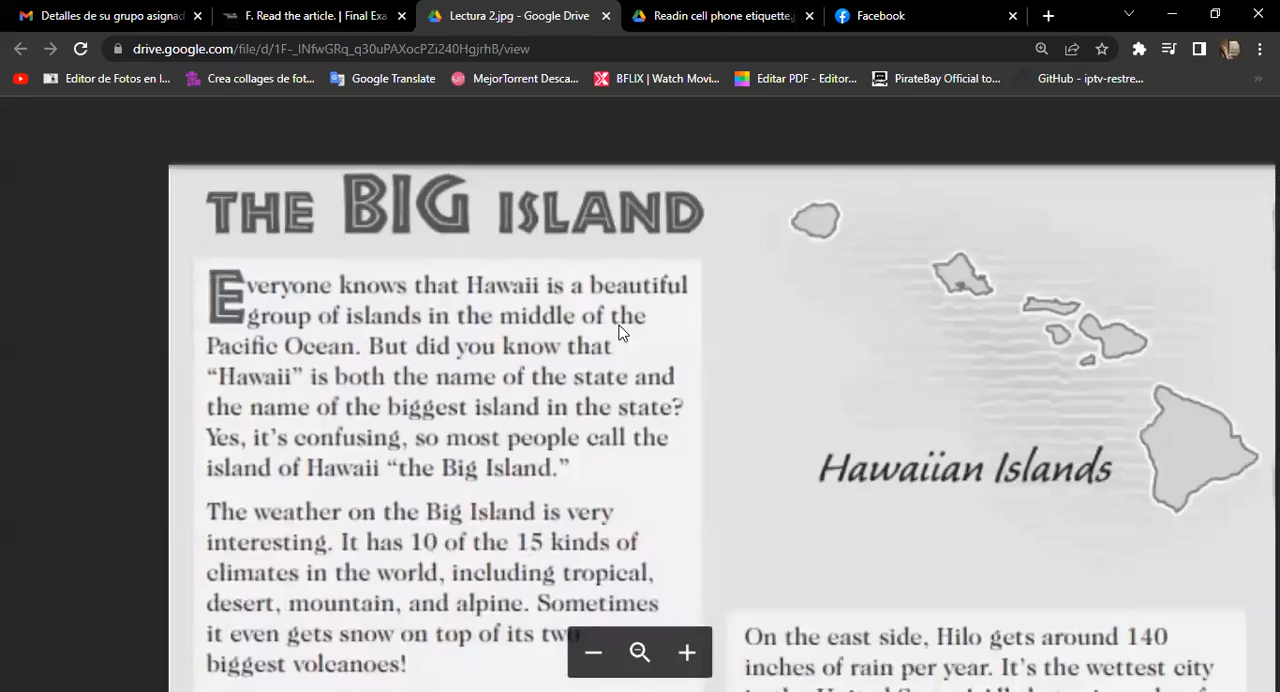 Detalles de su grupo asignad
F. Read the article. | Final Exa
Lectura 2.jpg - Google Drive
Readin cell phone etiquette.
Facebook
drive.google.com/file/d/1F-_INfwGRq_q30uPAXocPZi240HgjrhB/view
Editor de Fotos en l...
Crea collages de fot...
Google Translate
MejorTorrent Desca...
BFLIX | Watch Movi...
Editar PDF - Editor...
PirateBay Official to...
GitHub - iptv-restre...
THE BIG ISLAND
Everyone knows that Hawaii is a beautiful
group of islands in the middle of the
Pacific Ocean. But did you know that
“Hawaii” is both the name of the state and
the name of the biggest island in the state?
Yes, it’s confusing, so most people call the
island of Hawaii “the Big Island.”
The weather on the Big Island is very
interesting. It has 10 of the 15 kinds of
climates in the world, including tropical,
desert, mountain, and alpine. Sometimes
it even gets snow on top of its two
biggest volcanoes!
Hawaiian Islands
On the east side, Hilo gets around 140
inches of rain per year. It’s the wettest city